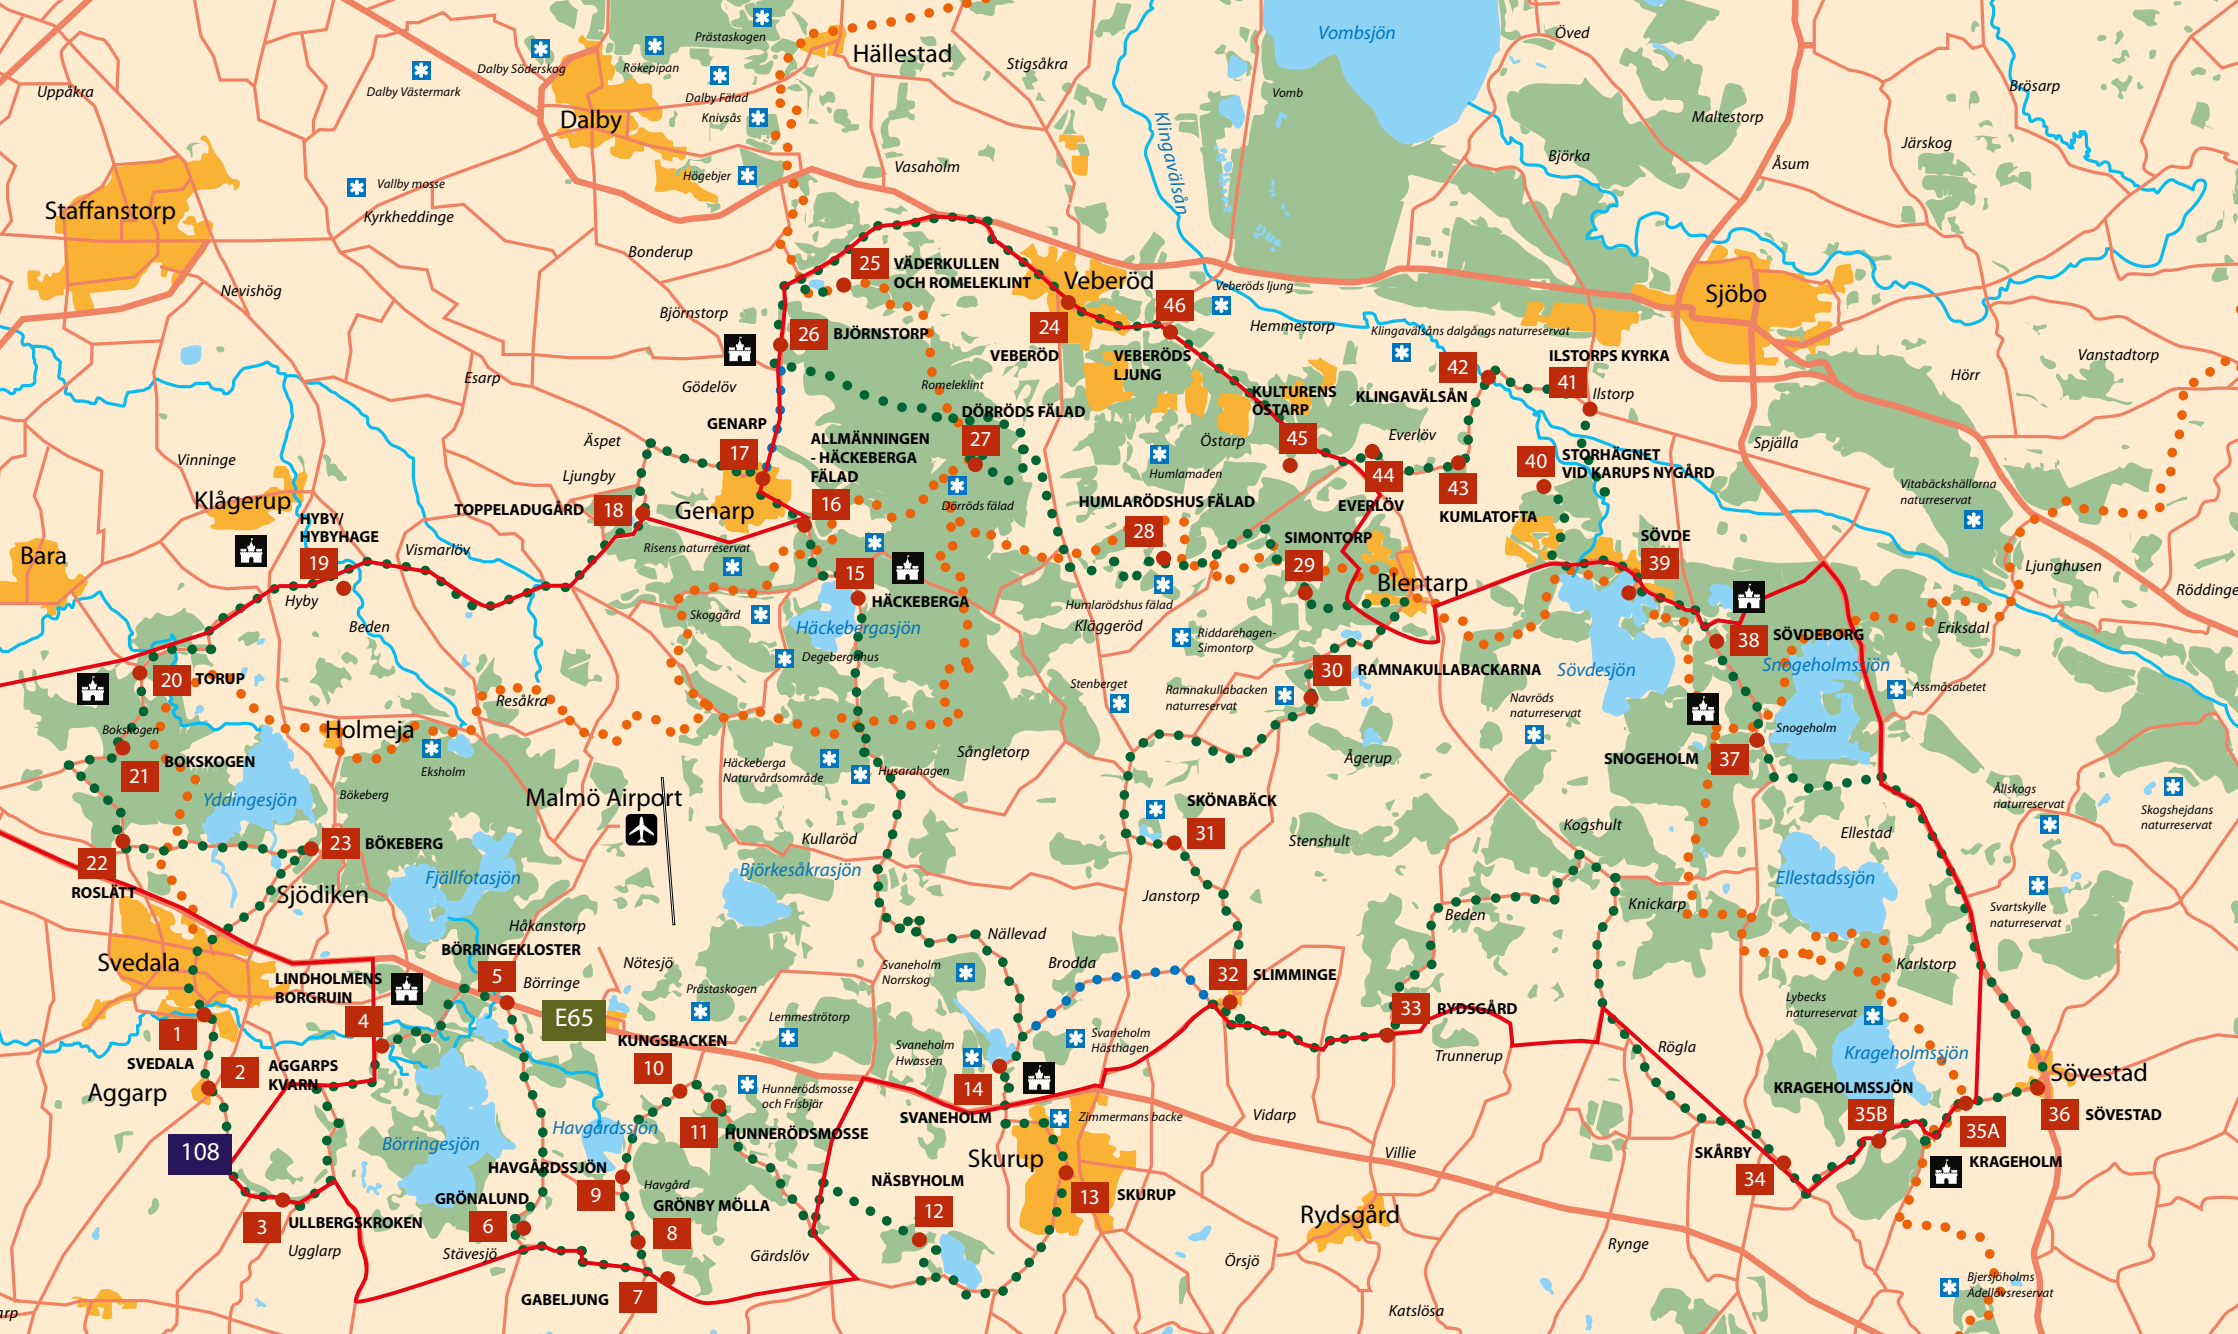 Vombsjön
Öved
Prästaskogen
Hällestad
Stigsåkra
Dalby Söderskog
Rökepipan
Dalby Västermark
Uppåkra
Dalby Fälad
Vomb
Brösarp
Knivsås
Dalby
Maltestorp
Järskog
Klingavälsån
Björka
Åsum
Vasaholm
Högebjer
Vallby mosse
Staffanstorp
Kyrkheddinge
Bonderup
25
VÄDERKULLEN
OCH ROMELEKLINT
Veberöd
Veberöds ljung
Nevishög
Sjöbo
46
Björnstorp
24
Hemmestorp
Klingavälsåns dalgångs naturreservat
26
BJÖRNSTORP
VEBERÖD
VEBERÖDS
LJUNG
42
ILSTORPS KYRKA
Vanstadtorp
Esarp
Gödelöv
Romeleklint
41
Ilstorp
Hörr
KULTURENS
ÖSTARP
KLINGAVÄLSÅN
DÖRRÖDS FÄLAD
GENARP
27
Äspet
ALLMÄNNINGEN
- HÄCKEBERGA
FÄLAD
Östarp
45
Everlöv
Spjälla
17
Vinninge
Ljungby
Humlamaden
44
43
40
STORHÄGNET
VID KARUPS NYGÅRD
Vitabäckshällorna
naturreservat
Klågerup
TOPPELADUGÅRD
18
Genarp
16
Dörröds fälad
HUMLARÖDSHUS FÄLAD
EVERLÖV
KUMLATOFTA
HYBY/
HYBYHAGE
28
SIMONTORP
SÖVDE
Bara
Vismarlöv
Risens naturreservat
19
15
29
39
Ljunghusen
Blentarp
Röddinge
Hyby
HÄCKEBERGA
Humlarödshus fälad
Skoggård
Beden
Häckebergasjön
Kläggeröd
Riddarehagen-
Simontorp
38
SÖVDEBORG
Eriksdal
Degebergahus
30
RAMNAKULLABACKARNA
Sövdesjön
Snogeholmssjön
20
TORUP
Stenberget
Ramnakullabacken
naturreservat
Assmåsabetet
Resåkra
Navröds
naturreservat
Bokskogen
Holmeja
Snogeholm
BOKSKOGEN
21
Eksholm
Häckeberga
Naturvårdsområde
Husarahagen
Sångletorp
Ågerup
SNOGEHOLM
37
Yddingesjön
Bökeberg
Malmö Airport
SKÖNABÄCK
Ållskogs
naturreservat
Skogshejdans
naturreservat
31
Kullaröd
Stenshult
Kogshult
Ellestad
22
23
BÖKEBERG
ROSLÄTT
Fjällfotasjön
Björkesåkrasjön
Ellestadssjön
Sjödiken
Janstorp
Beden
Knickarp
Svartskylle
naturreservat
Håkanstorp
Nällevad
BÖRRINGEKLOSTER
Svedala
Nötesjö
Svaneholm
Norrskog
Brodda
32
SLIMMINGE
Karlstorp
LINDHOLMENS
BORGRUIN
5
Börringe
Prästaskogen
E65
Lybecks
naturreservat
4
33
RYDSGÅRD
1
Lemmeströtorp
KUNGSBACKEN
Svaneholm
Hwassen
Svaneholm
Hästhagen
Trunnerup
Rögla
Krageholmssjön
SVEDALA
2
AGGARPS
KVARN
10
Sövestad
Aggarp
Hunnerödsmosse
och Frisbjär
14
KRAGEHOLMSSJÖN
SVANEHOLM
Zimmermans backe
Vidarp
35B
35A
36
SÖVESTAD
108
Börringesjön
Havgårdssjön
11
HUNNERÖDSMOSSE
Skurup
Villie
SKÅRBY
KRAGEHOLM
HAVGÅRDSSJÖN
9
Havgård
NÄSBYHOLM
34
GRÖNALUND
GRÖNBY MÖLLA
12
13
SKURUP
3
ULLBERGSKROKEN
6
8
Rydsgård
Ugglarp
Stävesjö
Gärdslöv
Örsjö
Rynge
GABELJUNG
7
Bjersjöholms
Ädellövsreservat
Katslösa